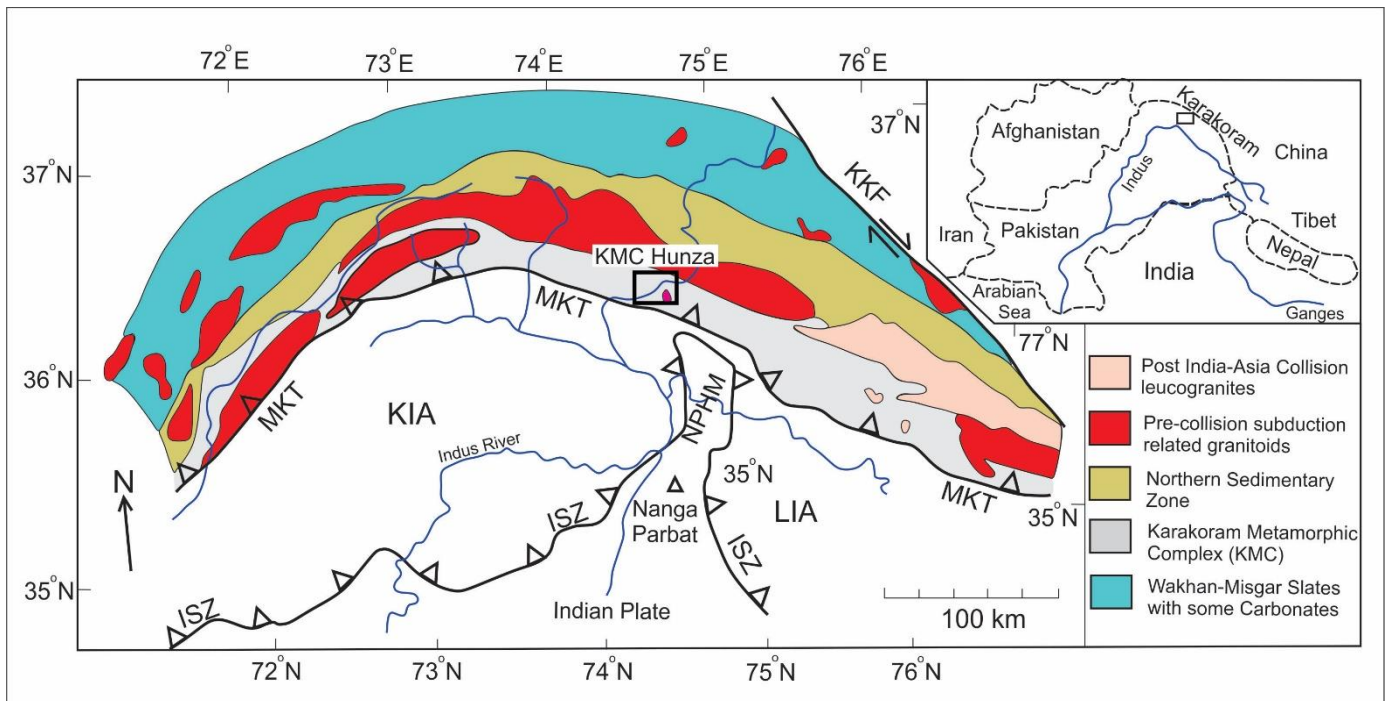 72°E
73°E
74°E
75°E
76°E
37°N
36°N
35°N
37°N
77°N
35°N
72°N
73°N
74°N
75°N
76°N
KKF
KMC Hunza
MKT
MKT
MKT
KIA
LIA
NPHM
Indus River
ISZ
ISZ
ISZ
35°N
Nanga
Parbat
Indian Plate
N
100 km
Afghanistan
Karakoram
China
Indus
Iran
Pakistan
Tibet
Nepal
India
Arabian
Sea
Ganges
Post India-Asia Collision
leucogranites
Pre-collision subduction
related granitoids
Northern Sedimentary
Zone
Karakoram Metamorphic
Complex (KMC)
Wakhan-Misgar Slates
with some Carbonates